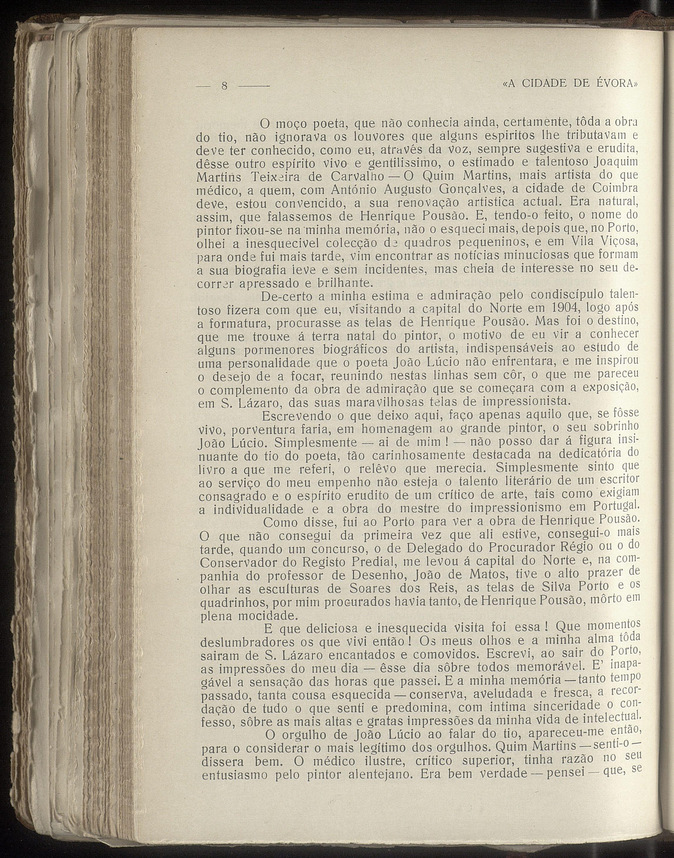 — 8 —— «A CIDADE DE ÉVORA»
O moço poeta, que não conhecia ainda, certamente, tôda a obra
do tio, não ignorava os louvores que alguns espiritos lhe tributavam e
deve ter conhecido, como eu, através da voz, sempre sugestiva e erudita,
dêsse outro espírito vivo e gentilíssimo, o estimado e talentoso Joaquim
Martins Teixeira de Carvalho — O Quim Martins, mais artista do que
médico, a quem, com António Augusto Gonçalves, a cidade de Coimbra
deve, estou convencido, a sua renovação artistica actual. Era natural,
assim, que falassemos de Henrique Pousão. E, tendo-o feito, o nome do
pintor fixou-se na minha memória, não o esqueci mais, depois que, no Porto,
olhei a inesquecivel colecção de quadros pequeninos, e em Vila Viçosa,
para onde fui mais tarde, vim encontrar as notícias minuciosas que formam
a sua biografia leve e sem incidentes, mas cheia de interesse no seu de-
correr apressado e brilhante.
De-certo a minha estima e admiração pelo condiscípulo talen-
toso fizera com que eu, visitando a capital do Norte em 1904, logo após
a formatura, procurasse as telas de Henrique Pousão. Mas foi o destino,
que me trouxe á terra natal do pintor, o motivo de eu vir a conhecer
alguns pormenores biográficos do artista, indispensáveis ao estudo de
uma personalidade que o poeta João Lúcio não enfrentara, e me inspirou
o desejo de a focar, reunindo nestas linhas sem côr, o que me pareceu
o complemento da obra de admiração que se começara com a exposição,
em S. Lázaro, das suas maravilhosas telas de impressionista.
Escrevendo o que deixo aqui, faço apenas aquilo que, se fôsse
vivo, porventura faria, em homenagem ao grande pintor, o seu sobrinho
João Lúcio. Simplesmente — ai de mim ! — não posso dar á figura insi-
nuante do tio do poeta, tão carinhosamente destacada na dedicatória do
livro a que me referi, o relêvo que merecia. Simplesmente sinto que
ao serviço do meu empenho não esteja o talento literário de um escritor
consagrado e o espírito erudito de um crítico de arte, tais como exigiam
a individualidade e a obra do mestre do impressionismo em Portugal.
Como disse, fui ao Porto para ver a obra de Henrique Pousão.
O que não consegui da primeira vez que ali estive, consegui-o mais
tarde, quando um concurso, o de Delegado do Procurador Régio ou o do
Conservador do Registo Predial, me levou á capital do Norte e, na com-
panhia do professor de Desenho, João de Matos, tive o alto prazer de
olhar as esculturas de Soares dos Reis, as telas de Silva Porto e os
quadrinhos, por mim procurados havia tanto, de Henrique Pousão, môrto em
plena mocidade.
E que deliciosa e inesquecida visita foi essa ! Que momentos
deslumbradores os que vivi então ! Os meus olhos e a minha alma tôda
sairam de S. Lázaro encantados e comovidos. Escrevi, ao sair do Porto,
as impressões do meu dia — êsse dia sôbre todos memorável. E' inapa-
gável a sensação das horas que passei. E a minha memória — tanto tempo
passado, tanta cousa esquecida — conserva, aveludada e fresca, a recor-
dação de tudo o que senti e predomina, com intima sinceridade o con-
fesso, sôbre as mais altas e gratas impressões da minha vida de intelectual.
O orgulho de João Lúcio ao falar do tio, apareceu-me então,
para o considerar o mais legítimo dos orgulhos. Quim Martins — senti-o —
dissera bem. O médico ilustre, crítico superior, tinha razão no seu
entusiasmo pelo pintor alentejano. Era bem verdade — pensei — que, se